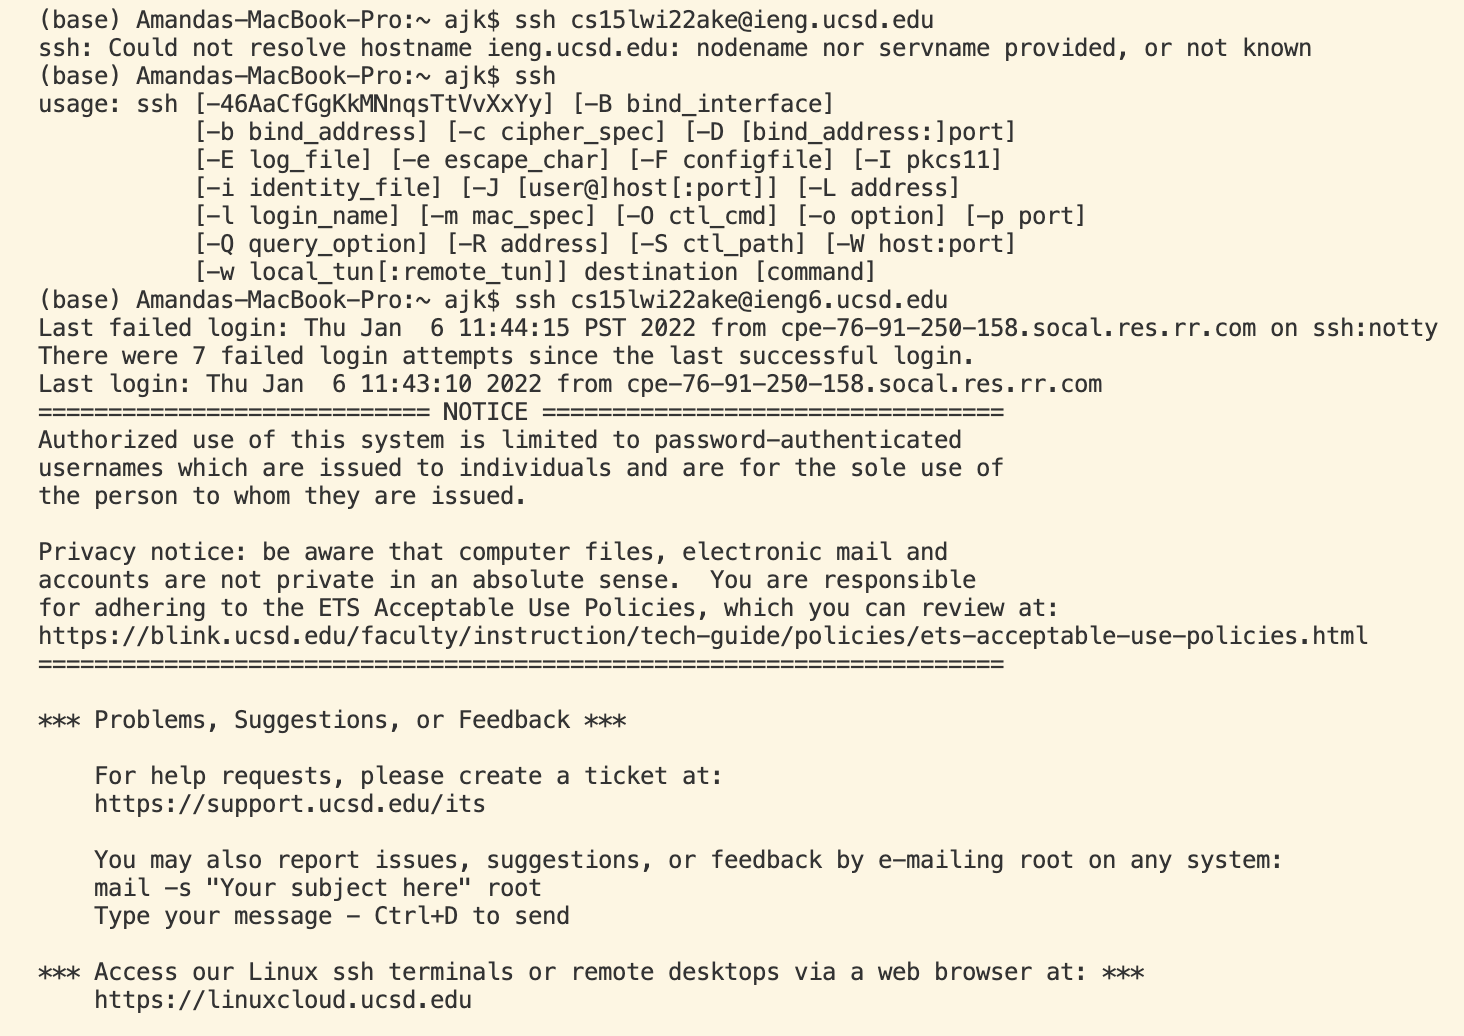 (base) Amandas-MacBook-Pro:~ ajk$ ssh cs15lwi22ake@ieng.ucsd.edu
ssh: Could not resolve hostname ieng.ucsd.edu: nodename nor servname provided, or not known
(base) Amandas-MacBook-Pro:~ ajk$ ssh
usage: ssh [-46AaCfGgKkMNnqsTtVvXxYy] [-B bind_interface]
           [-b bind_address] [-c cipher_spec] [-D [bind_address:]port]
           [-E log_file] [-e escape_char] [-F configfile] [-I pkcs11]
           [-i identity_file] [-J [user@]host[:port]] [-L address]
           [-l login_name] [-m mac_spec] [-O ctl_cmd] [-o option] [-p port]
           [-Q query_option] [-R address] [-S ctl_path] [-W host:port]
           [-w local_tun[:remote_tun]] destination [command]
(base) Amandas-MacBook-Pro:~ ajk$ ssh cs15lwi22ake@ieng6.ucsd.edu
Last failed login: Thu Jan  6 11:44:15 PST 2022 from cpe-76-91-250-158.socal.res.rr.com on ssh:notty
There were 7 failed login attempts since the last successful login.
Last login: Thu Jan  6 11:43:10 2022 from cpe-76-91-250-158.socal.res.rr.com
============================ NOTICE =================================
Authorized use of this system is limited to password-authenticated
usernames which are issued to individuals and are for the sole use of
the person to whom they are issued.

Privacy notice: be aware that computer files, electronic mail and
accounts are not private in an absolute sense.  You are responsible
for adhering to the ETS Acceptable Use Policies, which you can review at:
https://blink.ucsd.edu/faculty/instruction/tech-guide/policies/ets-acceptable-use-policies.html
=====================================================================

*** Problems, Suggestions, or Feedback ***

    For help requests, please create a ticket at:
    https://support.ucsd.edu/its

    You may also report issues, suggestions, or feedback by e-mailing root on any system:
    mail -s "Your subject here" root
    Type your message - Ctrl+D to send

*** Access our Linux ssh terminals or remote desktops via a web browser at: ***
    https://linuxcloud.ucsd.edu